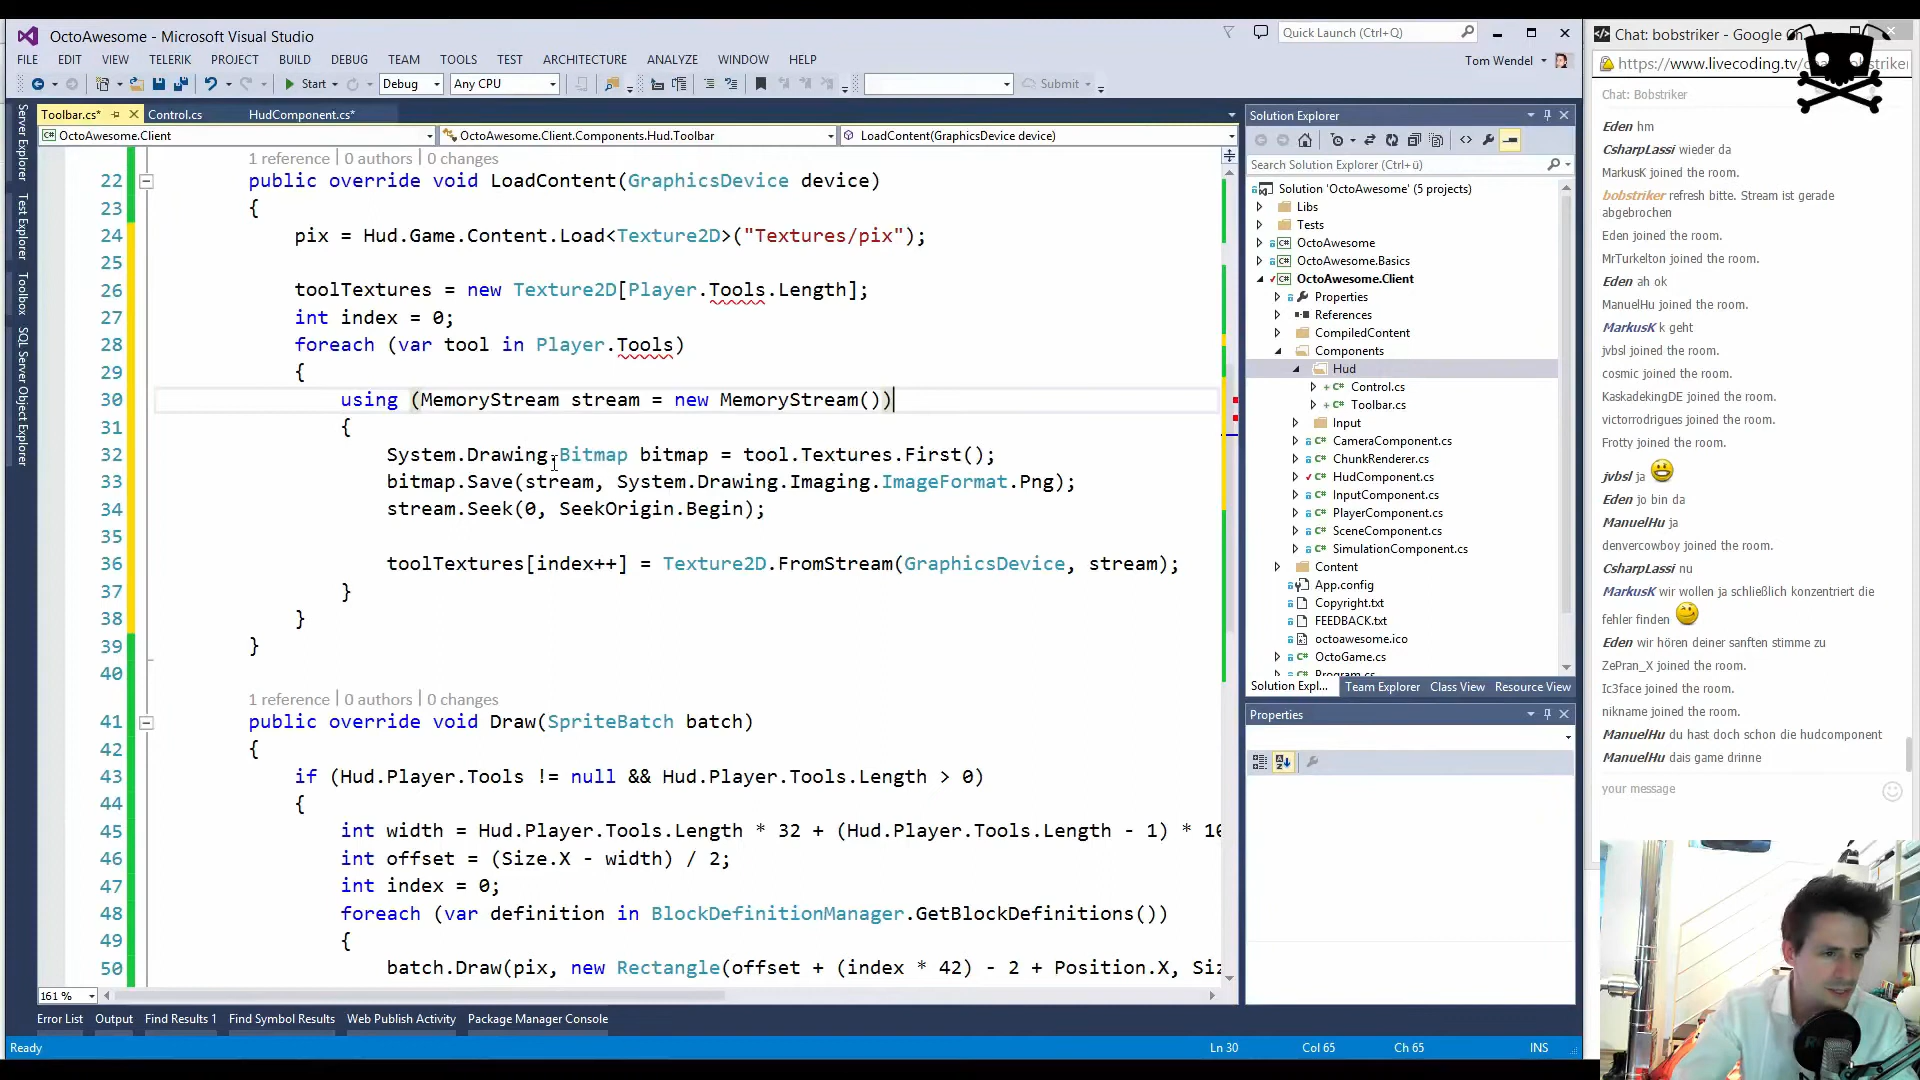 OctoAwesome - Microsoft Visual Studio
Quick Launch (Ctrl+Q)
FILE EDIT VIEW TELERIK PROJECT BUILD DEBUG TEAM TOOLS TEST ARCHITECTURE ANALYZE WINDOW HELP
Tom Wendel
Start Debug Any CPU Submit
Toolbar.cs* Control.cs HudComponent.cs*
OctoAwesome.Client OctoAwesome.Client.Components.Hud.Toolbar LoadContent(GraphicsDevice device)
Server Explorer
Test Explorer
Toolbox
SQL Server Object Explorer
1 reference | 0 authors | 0 changes
22 public override void LoadContent(GraphicsDevice device)
23 {
24 pix = Hud.Game.Content.Load<Texture2D>("Textures/pix");
25
26 toolTextures = new Texture2D[Player.Tools.Length];
27 int index = 0;
28 foreach (var tool in Player.Tools)
29 {
30 using (MemoryStream stream = new MemoryStream())
31 {
32 System.Drawing.Bitmap bitmap = tool.Textures.First();
33 bitmap.Save(stream, System.Drawing.Imaging.ImageFormat.Png);
34 stream.Seek(0, SeekOrigin.Begin);
35
36 toolTextures[index++] = Texture2D.FromStream(GraphicsDevice, stream);
37 }
38 }
39 }
40
1 reference | 0 authors | 0 changes
41 public override void Draw(SpriteBatch batch)
42 {
43 if (Hud.Player.Tools != null && Hud.Player.Tools.Length > 0)
44 {
45 int width = Hud.Player.Tools.Length * 32 + (Hud.Player.Tools.Length - 1) * 10
46 int offset = (Size.X - width) / 2;
47 int index = 0;
48 foreach (var definition in BlockDefinitionManager.GetBlockDefinitions())
49 {
50 batch.Draw(pix, new Rectangle(offset + (index * 42) - 2 + Position.X, Siz
161 %
Error List Output Find Results 1 Find Symbol Results Web Publish Activity Package Manager Console
Ready Ln 30 Col 65 Ch 65 INS
Solution Explorer
Search Solution Explorer (Ctrl+ü)
Solution 'OctoAwesome' (5 projects)
Libs
Tests
OctoAwesome
OctoAwesome.Basics
OctoAwesome.Client
Properties
References
CompiledContent
Components
Hud
Control.cs
Toolbar.cs
Input
CameraComponent.cs
ChunkRenderer.cs
HudComponent.cs
InputComponent.cs
PlayerComponent.cs
SceneComponent.cs
SimulationComponent.cs
Content
App.config
Copyright.txt
FEEDBACK.txt
octoawesome.ico
OctoGame.cs
Program.cs
Solution Expl... Team Explorer Class View Resource View
Properties
Chat: bobstriker - Google Ch
https://www.livecoding.tv/
Chat: Bobstriker
Eden hm
CsharpLassi wieder da
MarkusK joined the room.
bobstriker refresh bitte. Stream ist gerade
abgebrochen
Eden joined the room.
MrTurkelton joined the room.
Eden ah ok
ManuelHu joined the room.
MarkusK k geht
jvbsl joined the room.
cosmic joined the room.
KaskadekingDE joined the room.
victorrodrigues joined the room.
Frotty joined the room.
jvbsl ja
Eden jo bin da
ManuelHu ja
denvercowboy joined the room.
CsharpLassi nu
MarkusK wir wollen ja schließlich konzentriert die
fehler finden
Eden wir hören deiner sanften stimme zu
ZePran_X joined the room.
Ic3face joined the room.
nikname joined the room.
ManuelHu du hast doch schon die hudcomponent
ManuelHu dais game drinne
your message